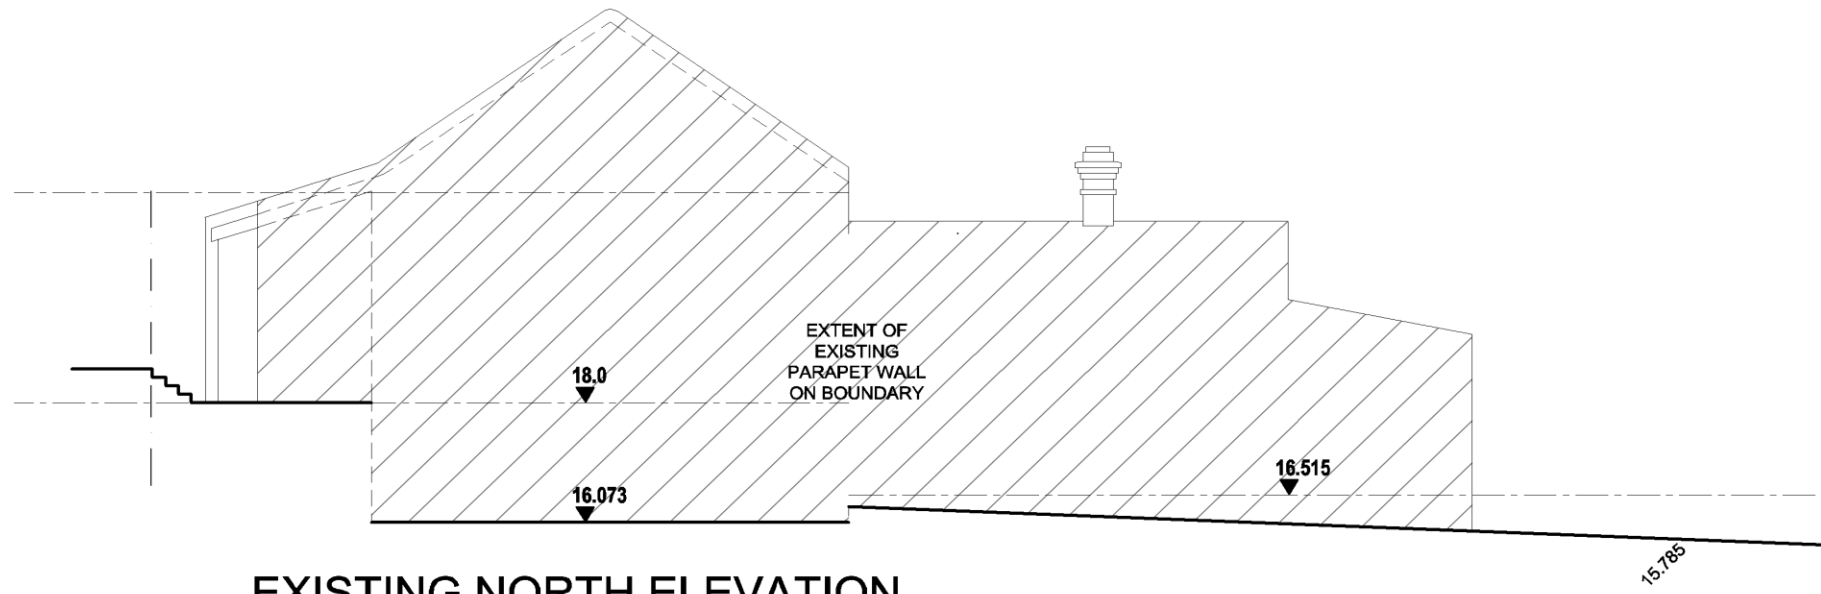 EXTENT OF
EXISTING
PARAPET WALL
ON BOUNDARY
18.0
16.515
16.073
15.785
EXISTING NORTH ELEVATION